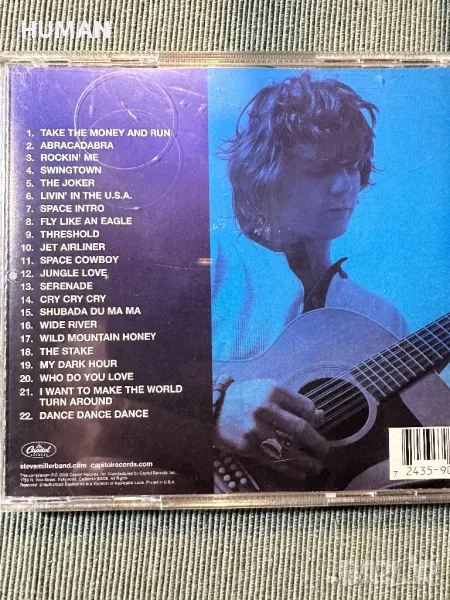 HUMAN
1. TAKE THE MONEY AND RUN
2. ABRACADABRA
3. ROCKIN' ME
4. SWINGTOWN
5. THE JOKER
6. LIVIN' IN THE U.S.A.
7. SPACE INTRO
8. FLY LIKE AN EAGLE
9. THRESHOLD
10. JET AIRLINER
11. SPACE COWBOY
12. JUNGLE LOVE
13. SERENADE
14. CRY CRY CRY
15. SHUBADA DU MA MA
16. WIDE RIVER
17. WILD MOUNTAIN HONEY
18. THE STAKE
19. MY DARK HOUR
20. WHO DO YOU LOVE
21. I WANT TO MAKE THE WORLD
TURN AROUND
22. DANCE DANCE DANCE
Capitol
stevemillerband.com capitolrecords.com
7 2435-90